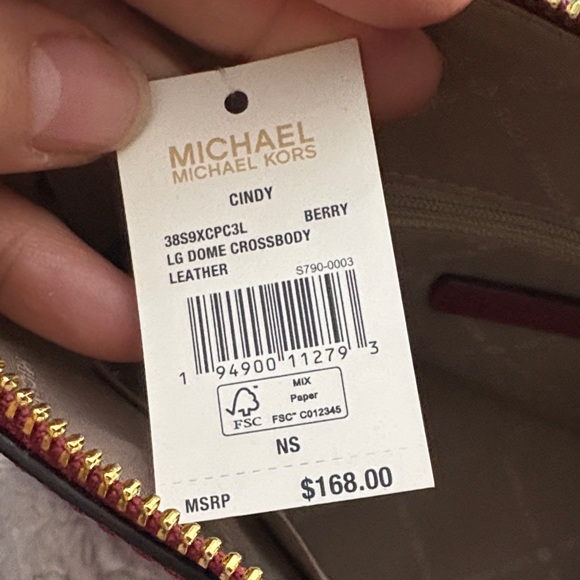 MICHAEL
MICHAEL KORS
CINDY
38S9XCPC3L BERRY
LG DOME CROSSBODY
LEATHER S790-0003
1 94900 11279 3
MIX
Paper
FSC FSC™ C012345
NS
MSRP $168.00